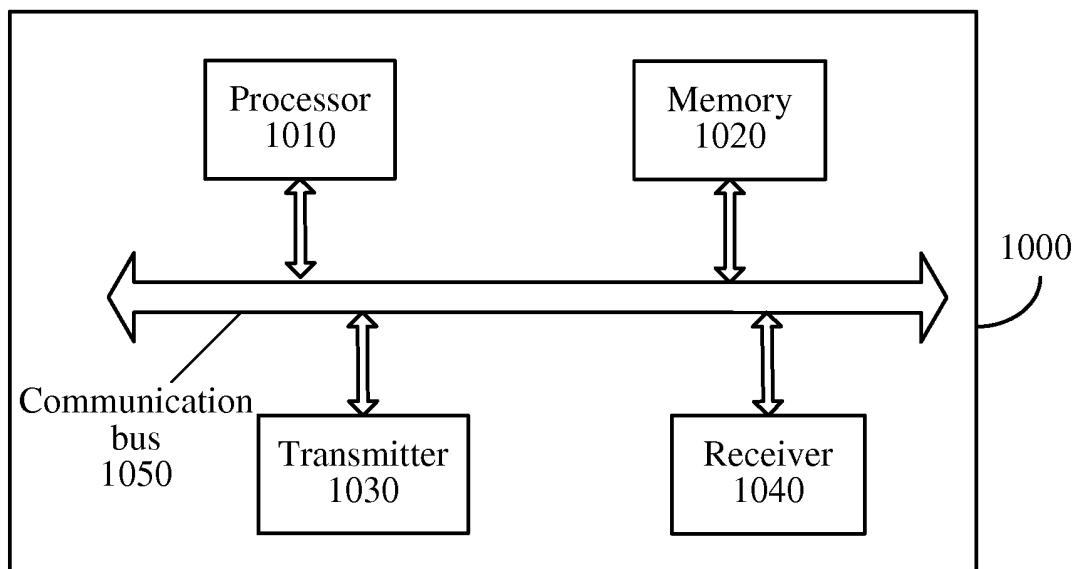 Processor
1010
Memory
1020
1000
Communication
bus
1050
Transmitter
1030
Receiver
1040